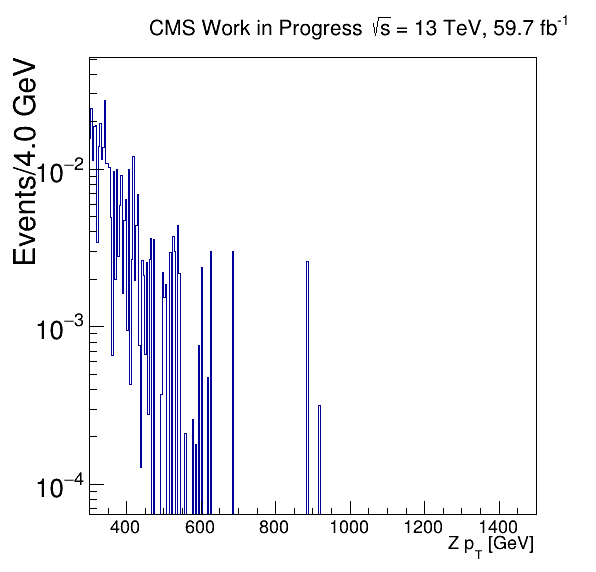 CMS Work in Progress √s = 13 TeV, 59.7 fb⁻¹
Events/4.0 GeV
10⁻²
10⁻³
10⁻⁴
400 600 800 1000 1200 1400
Z p_T [GeV]